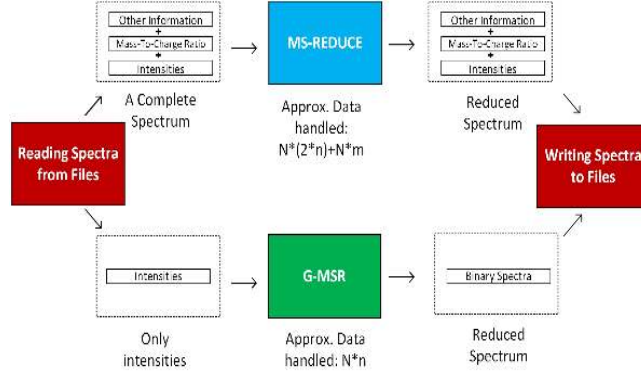 Other Information
+
Mass-To-Charge Ratio
*
Intensities
A Complete
Spectrum
MS-REDUCE
Approx. Data
handled:
N*(2*n)+N*m
Other Information
+
Mass-To-Charge Ratio
*
Intensities
Reduced
Spectrum
Reading Spectra
from Files
Writing Spectra
to Files
Intensities
Only
intensities
G-MSR
Approx. Data
handled: N*n
Binary Spectra
Reduced
Spectrum